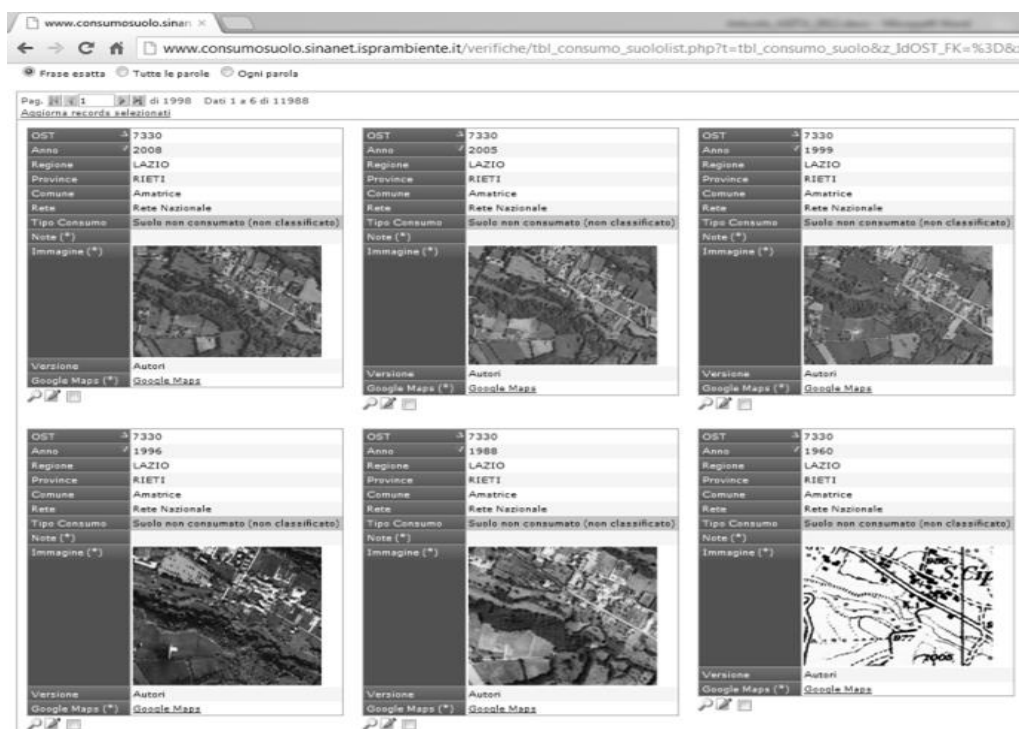 www.consumosuolo.sinan
www.consumosuolo.sinanet.isprambiente.it/verifiche/tbl_consumo_suololist.php?t=tbl_consumo_suolo&z_IdOST_FK=%3D&
Frase esatta Tutte le parole Ogni parola
Pag. 1 di 1998 Dati 1 a 6 di 11988
Aggiorna records selezionati
OST 7330
Anno 2008
Regione LAZIO
Province RIETI
Comune Amatrice
Rete Rete Nazionale
Tipo Consumo Suolo non consumato (non classificato)
Note (*)
Immagine (*)
Versione Autori
Google Maps (*) Google Maps
OST 7330
Anno 2005
Regione LAZIO
Province RIETI
Comune Amatrice
Rete Rete Nazionale
Tipo Consumo Suolo non consumato (non classificato)
Note (*)
Immagine (*)
Versione Autori
Google Maps (*) Google Maps
OST 7330
Anno 1999
Regione LAZIO
Province RIETI
Comune Amatrice
Rete Rete Nazionale
Tipo Consumo Suolo non consumato (non classificato)
Note (*)
Immagine (*)
Versione Autori
Google Maps (*) Google Maps
OST 7330
Anno 1996
Regione LAZIO
Province RIETI
Comune Amatrice
Rete Rete Nazionale
Tipo Consumo Suolo non consumato (non classificato)
Note (*)
Immagine (*)
Versione Autori
Google Maps (*) Google Maps
OST 7330
Anno 1988
Regione LAZIO
Province RIETI
Comune Amatrice
Rete Rete Nazionale
Tipo Consumo Suolo non consumato (non classificato)
Note (*)
Immagine (*)
Versione Autori
Google Maps (*) Google Maps
OST 7330
Anno 1960
Regione LAZIO
Province RIETI
Comune Amatrice
Rete Rete Nazionale
Tipo Consumo Suolo non consumato (non classificato)
Note (*)
Immagine (*)
S. Cip
977
Versione Autori
Google Maps (*) Google Maps